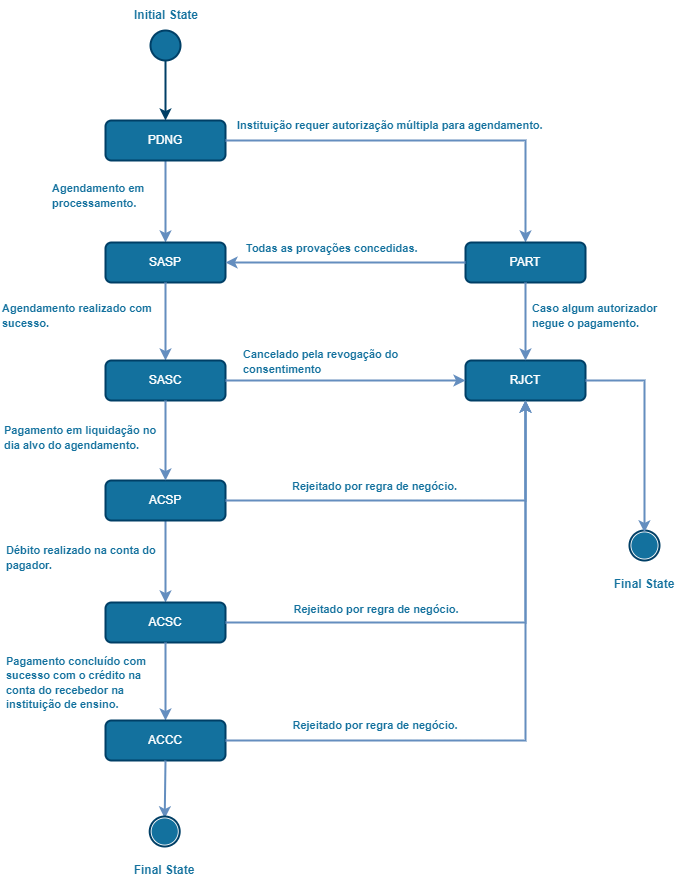 Initial State
Instituição requer autorização múltipla para agendamento.
PDNG
Agendamento em
processamento.
Todas as provações concedidas.
SASP
PART
Agendamento realizado com
sucesso.
Caso algum autorizador
negue o pagamento.
Cancelado pela revogação do
consentimento
SASC
RJCT
Pagamento em liquidação no
dia alvo do agendamento.
Rejeitado por regra de negócio.
ACSP
Débito realizado na conta do
pagador.
Final State
Rejeitado por regra de negócio.
ACSC
Pagamento concluído com
sucesso com o crédito na
conta do recebedor na
instituição de ensino.
Rejeitado por regra de negócio.
ACCC
Final State